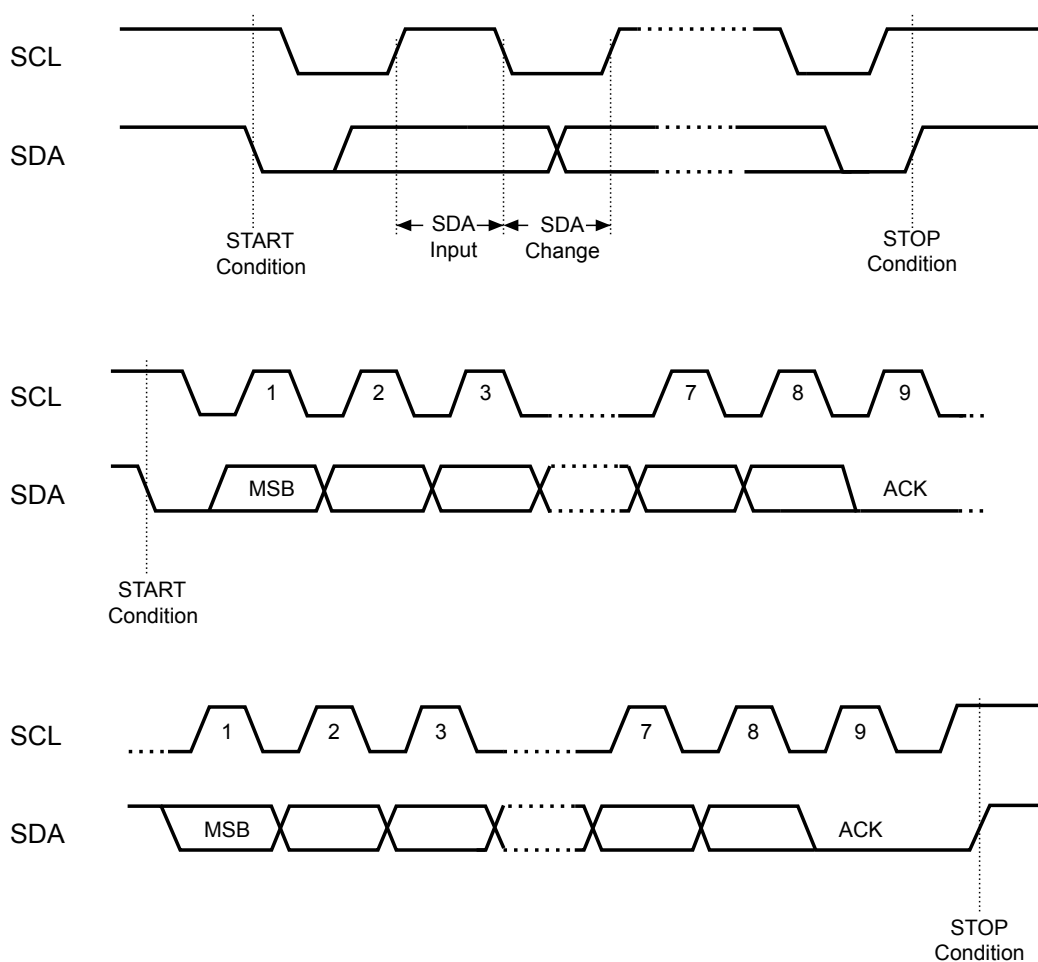 SCL
SDA
SDA
Input
SDA
Change
START
Condition
STOP
Condition
SCL
1
2
3
7
8
9
SDA
MSB
ACK
START
Condition
SCL
1
2
3
7
8
9
SDA
MSB
ACK
STOP
Condition